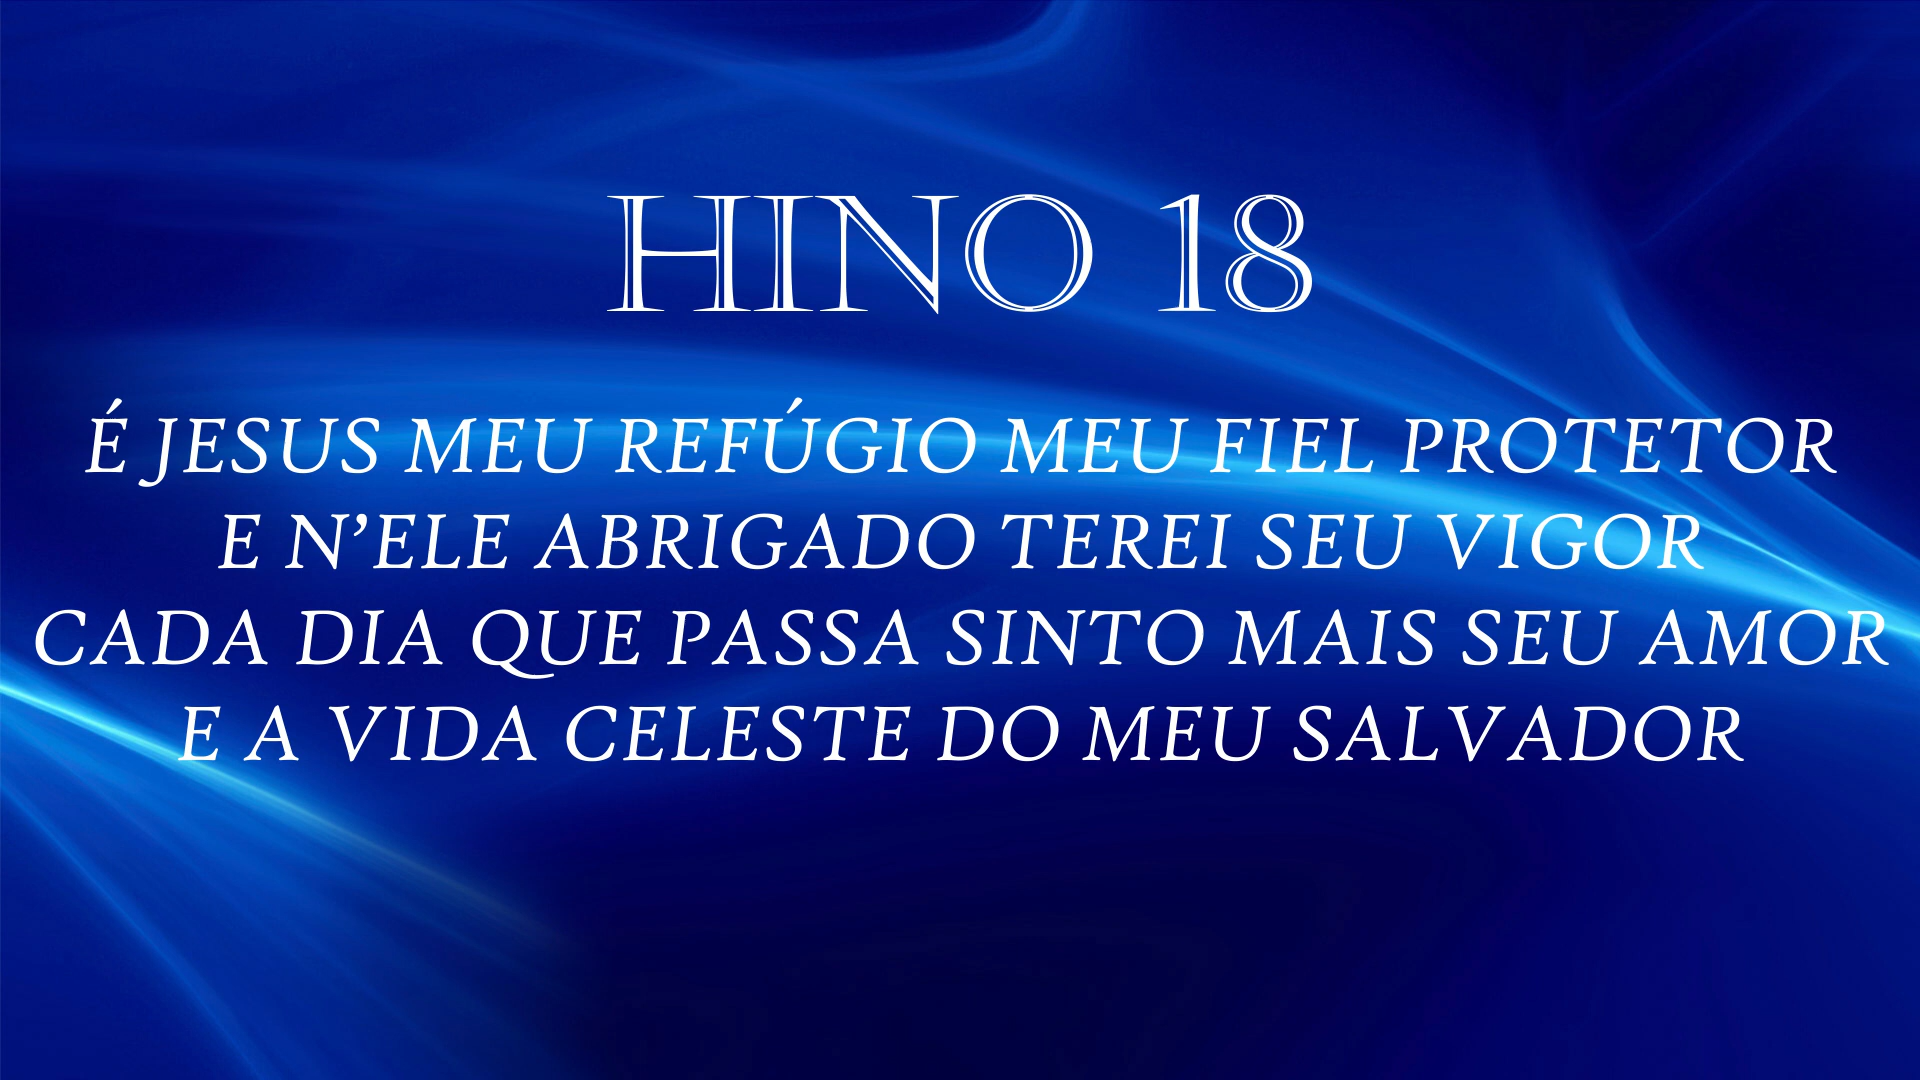 HINO 18
É JESUS MEU REFÚGIO MEU FIEL PROTETOR
E N’ELE ABRIGADO TEREI SEU VIGOR
CADA DIA QUE PASSA SINTO MAIS SEU AMOR
E A VIDA CELESTE DO MEU SALVADOR